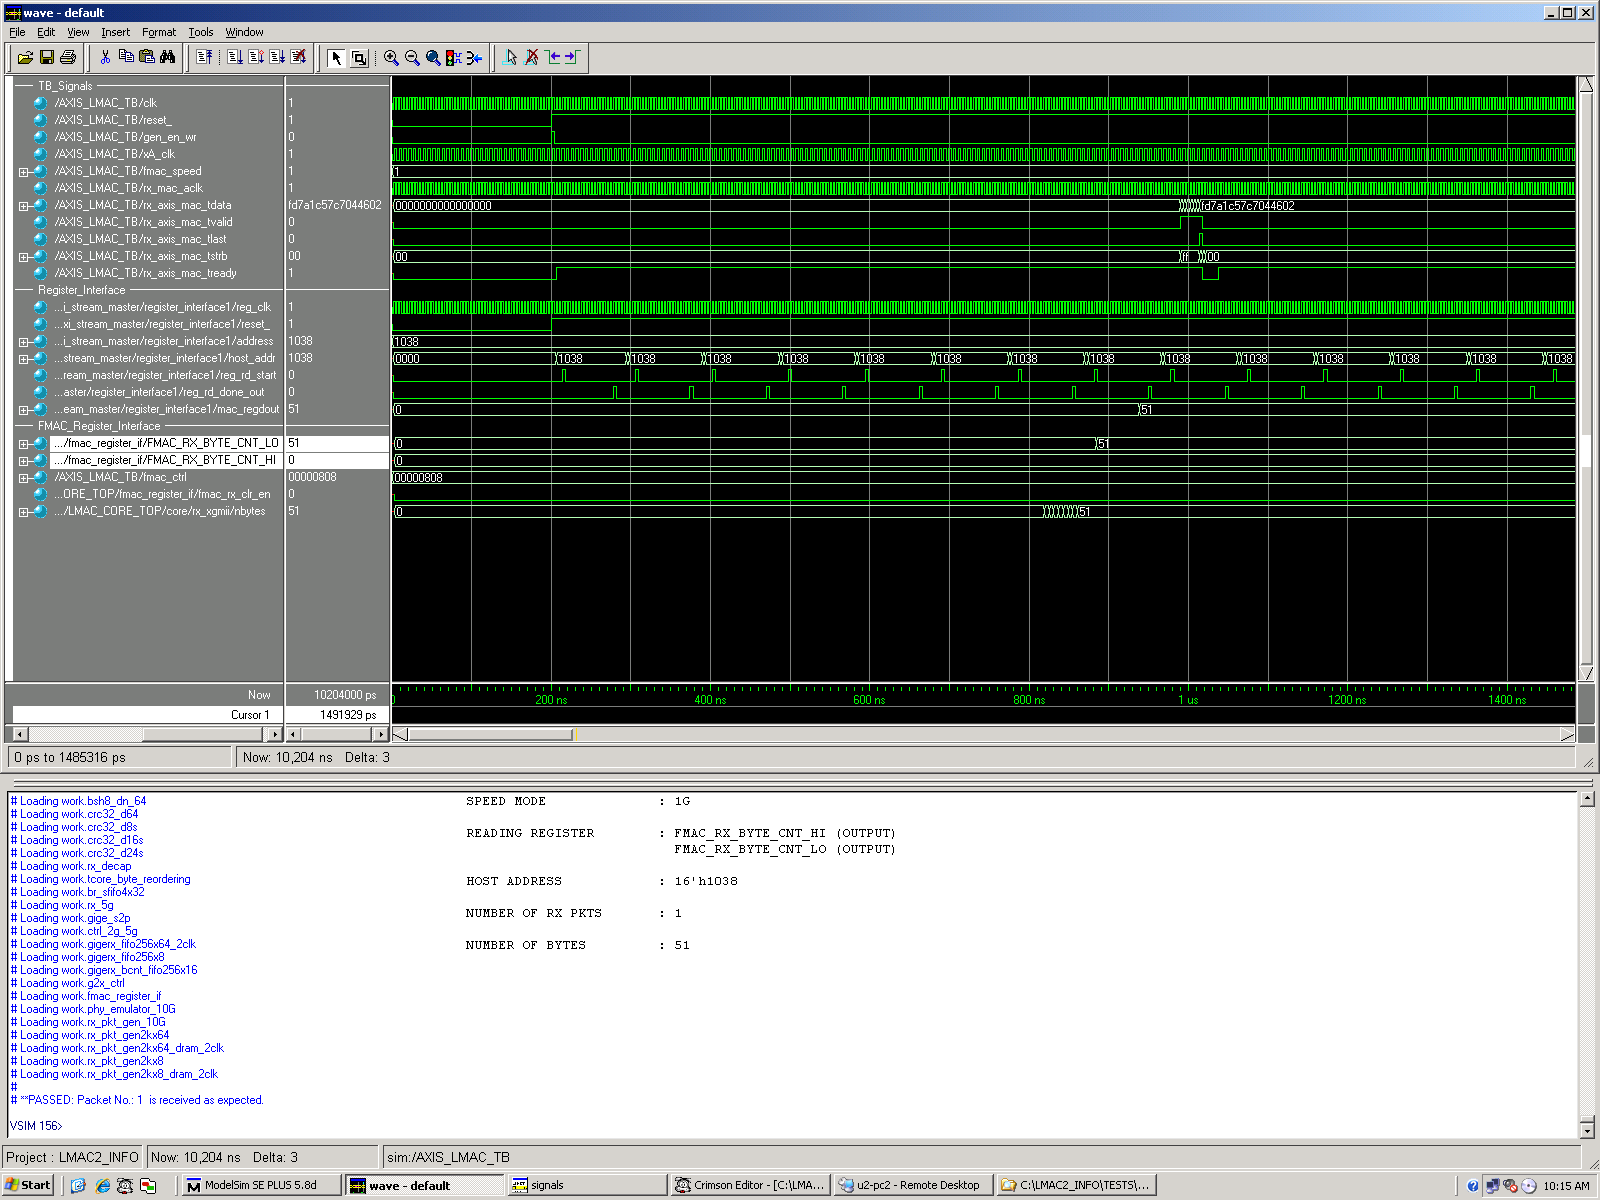 wave - default
File Edit View Insert Format Tools Window
TB_Signals
/AXIS_LMAC_TB/clk 1
/AXIS_LMAC_TB/reset_ 1
/AXIS_LMAC_TB/gen_en_wr 0
/AXIS_LMAC_TB/xA_clk 1
/AXIS_LMAC_TB/fmac_speed 1 1
/AXIS_LMAC_TB/rx_mac_aclk 1
/AXIS_LMAC_TB/rx_axis_mac_tdata fd7a1c57c7044602 0000000000000000 fd7a1c57c7044602
/AXIS_LMAC_TB/rx_axis_mac_tvalid 0
/AXIS_LMAC_TB/rx_axis_mac_tlast 0
/AXIS_LMAC_TB/rx_axis_mac_tstrb 00 00 ff 00
/AXIS_LMAC_TB/rx_axis_mac_tready 1
Register_Interface
...i_stream_master/register_interface1/reg_clk 1
...xi_stream_master/register_interface1/reset_ 1
...i_stream_master/register_interface1/address 1038 1038
...stream_master/register_interface1/host_addr 1038 0000 1038 1038 1038 1038 1038 1038 1038 1038 1038 1038 1038 1038 1038 1038
...ream_master/register_interface1/reg_rd_start 0
...aster/register_interface1/reg_rd_done_out 0
...eam_master/register_interface1/mac_regdout 51 0 51
FMAC_Register_Interface
.../fmac_register_if/FMAC_RX_BYTE_CNT_LO 51 0 51
.../fmac_register_if/FMAC_RX_BYTE_CNT_HI 0 0
/AXIS_LMAC_TB/fmac_ctrl 00000808 00000808
...ORE_TOP/fmac_register_if/fmac_rx_clr_en 0
.../LMAC_CORE_TOP/core/rx_xgmii/nbytes 51 0 51
Now 10204000 ps 0 200 ns 400 ns 600 ns 800 ns 1 us 1200 ns 1400 ns
Cursor 1 1491929 ps
0 ps to 1485316 ps Now: 10,204 ns Delta: 3
# Loading work.bsh8_dn_64
# Loading work.crc32_d64
# Loading work.crc32_d8s
# Loading work.crc32_d16s
# Loading work.crc32_d24s
# Loading work.rx_decap
# Loading work.tcore_byte_reordering
# Loading work.br_sfifo4x32
# Loading work.rx_5g
# Loading work.gige_s2p
# Loading work.ctrl_2g_5g
# Loading work.gigerx_fifo256x64_2clk
# Loading work.gigerx_fifo256x8
# Loading work.gigerx_bcnt_fifo256x16
# Loading work.g2x_ctrl
# Loading work.fmac_register_if
# Loading work.phy_emulator_10G
# Loading work.rx_pkt_gen_10G
# Loading work.rx_pkt_gen2kx64
# Loading work.rx_pkt_gen2kx64_dram_2clk
# Loading work.rx_pkt_gen2kx8
# Loading work.rx_pkt_gen2kx8_dram_2clk
#
# **PASSED: Packet No.: 1 is received as expected.
VSIM 156>
SPEED MODE : 1G
READING REGISTER : FMAC_RX_BYTE_CNT_HI (OUTPUT)
FMAC_RX_BYTE_CNT_LO (OUTPUT)
HOST ADDRESS : 16'h1038
NUMBER OF RX PKTS : 1
NUMBER OF BYTES : 51
Project : LMAC2_INFO Now: 10,204 ns Delta: 3 sim:/AXIS_LMAC_TB
Start ModelSim SE PLUS 5.8d wave - default signals Crimson Editor - [C:\LMA... u2-pc2 - Remote Desktop C:\LMAC2_INFO\TESTS\... 10:15 AM